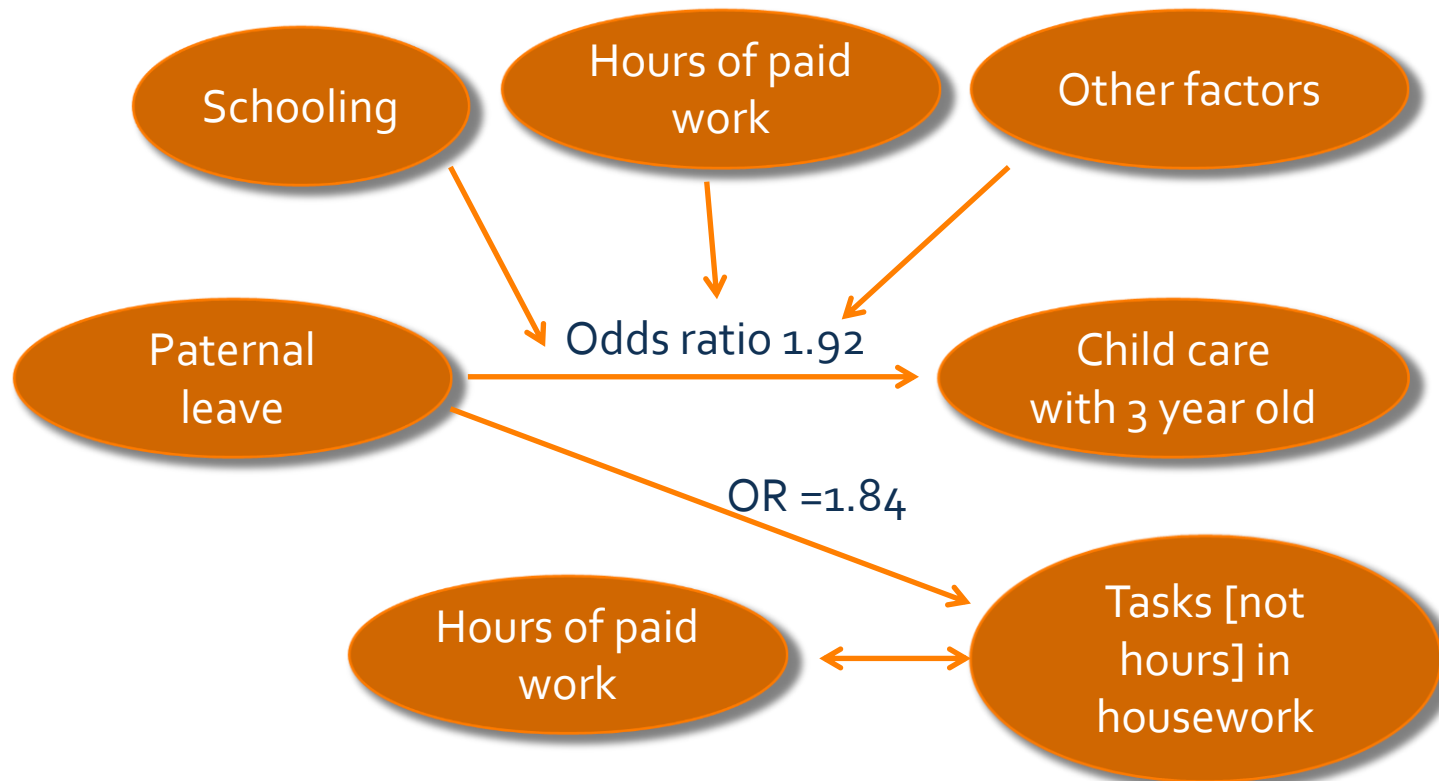 Schooling
Hours of paid
work
Other factors
Odds ratio 1.92
Paternal
leave
Child care
with 3 year old
OR =1.84
Hours of paid
work
Tasks [not
hours] in
housework